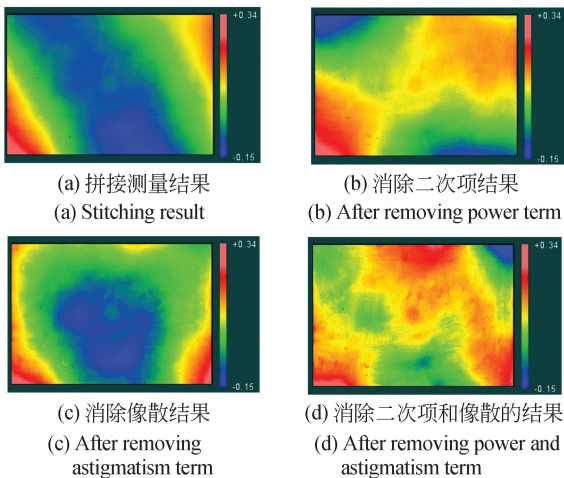 +0.34
-0.15
+0.34
-0.15
(a) 拼接测量结果
(a) Stitching result
(b) 消除二次项结果
(b) After removing power term
+0.34
-0.15
+0.34
-0.15
(c) 消除像散结果
(c) After removing
astigmatism term
(d) 消除二次项和像散的结果
(d) After removing power and
astigmatism term